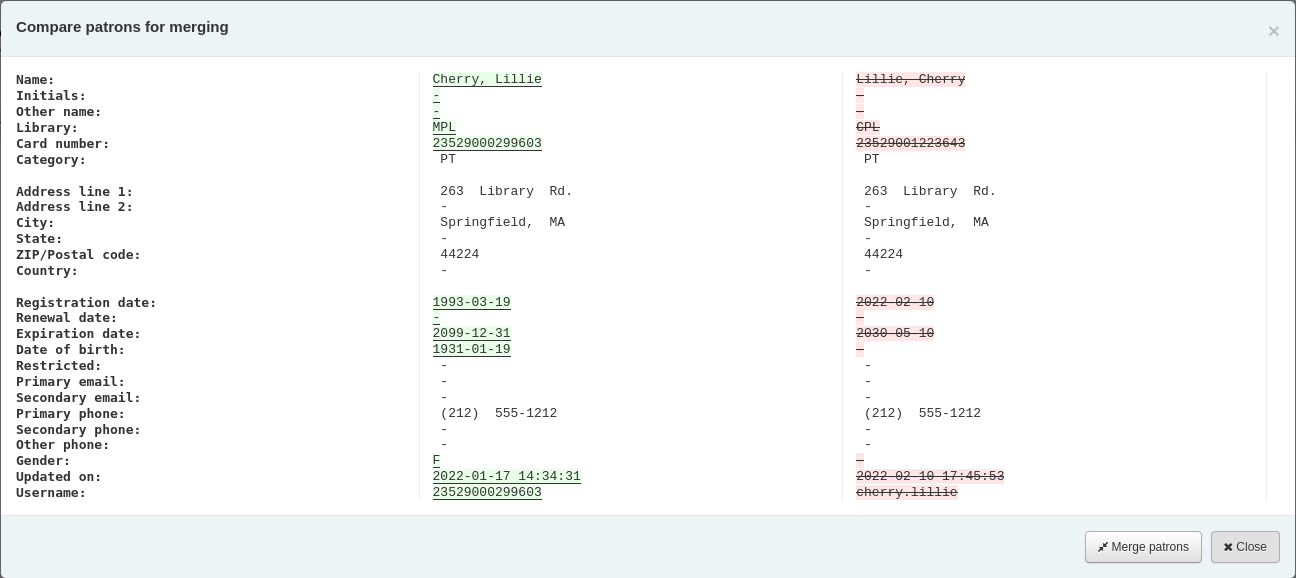 Compare patrons for merging
×
Name: Cherry, Lillie Lillie, Cherry
Initials: - -
Other name: - -
Library: MPL CPL
Card number: 23529000299603 23529001223643
Category: PT PT
Address line 1: 263 Library Rd. 263 Library Rd.
Address line 2: - -
City: Springfield, MA Springfield, MA
State: - -
ZIP/Postal code: 44224 44224
Country: - -
Registration date: 1993-03-19 2022-02-10
Renewal date: - -
Expiration date: 2099-12-31 2030-05-10
Date of birth: 1931-01-19 -
Restricted: - -
Primary email: - -
Secondary email: - -
Primary phone: (212) 555-1212 (212) 555-1212
Secondary phone: - -
Other phone: - -
Gender: F -
Updated on: 2022-01-17 14:34:31 2022-02-10 17:45:53
Username: 23529000299603 cherry.lillie
Merge patrons ✖ Close